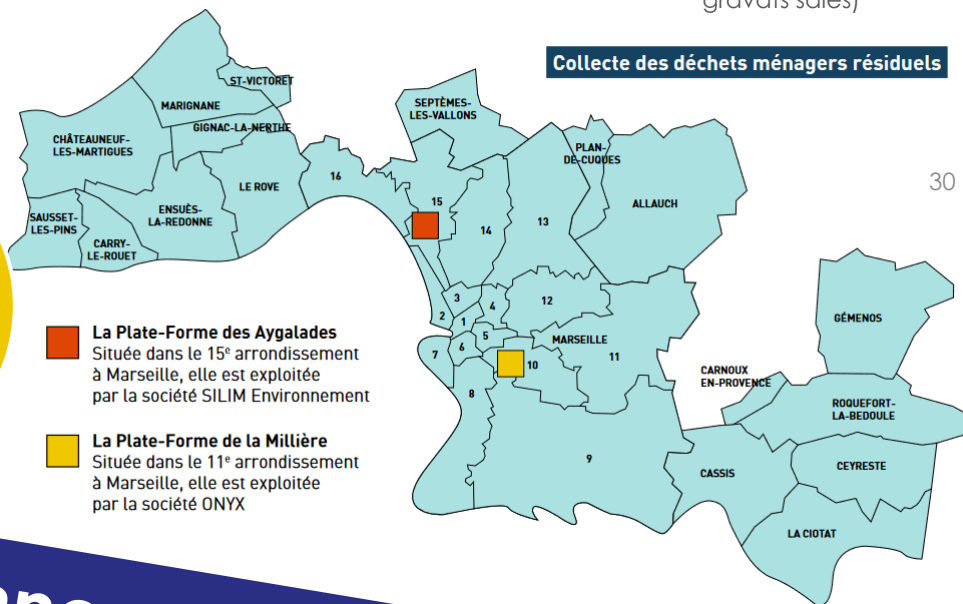 gravats sales)
Collecte des déchets ménagers résiduels
30
ST-VICTORET
MARIGNANE
SEPTÈMES-
LES-VALLONS
CHÂTEAUNEUF-
LES-MARTIGUES
GIGNAC-LA-NERTHE
PLAN-
DE-CUQUES
16
LE ROVE
15
ALLAUCH
SAUSSET-
LES-PINS
ENSUÈS-
LA-REDONNE
14
13
CARRY-
LE-ROUET
3
4
12
2
1
GÉMENOS
5
MARSEILLE
7
6
10
11
8
CARNOUX
EN-PROVENCE
ROQUEFORT-
LA-BEDOULE
9
CASSIS
CEYRESTE
LA CIOTAT
La Plate-Forme des Aygalades
Située dans le 15e arrondissement
à Marseille, elle est exploitée
par la société SILIM Environnement
La Plate-Forme de la Millière
Située dans le 11e arrondissement
à Marseille, elle est exploitée
par la société ONYX